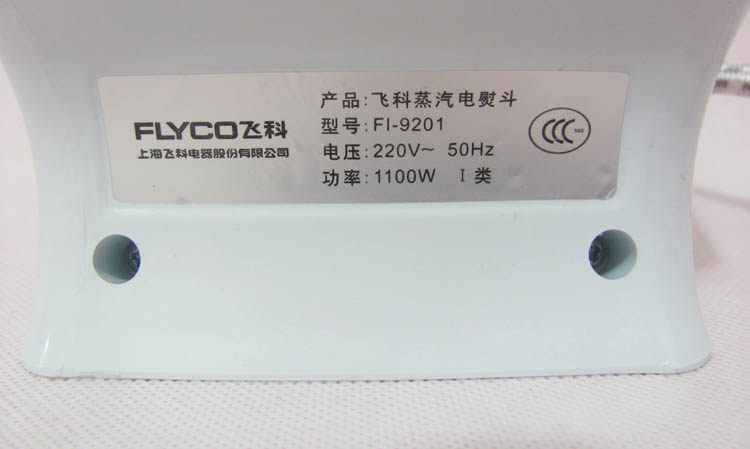 FLYCO飞科
上海飞科电器股份有限公司
产品:飞科蒸汽电熨斗
型号:FI-9201
电压:220V~ 50Hz
功率:1100W I类
CCC S&E